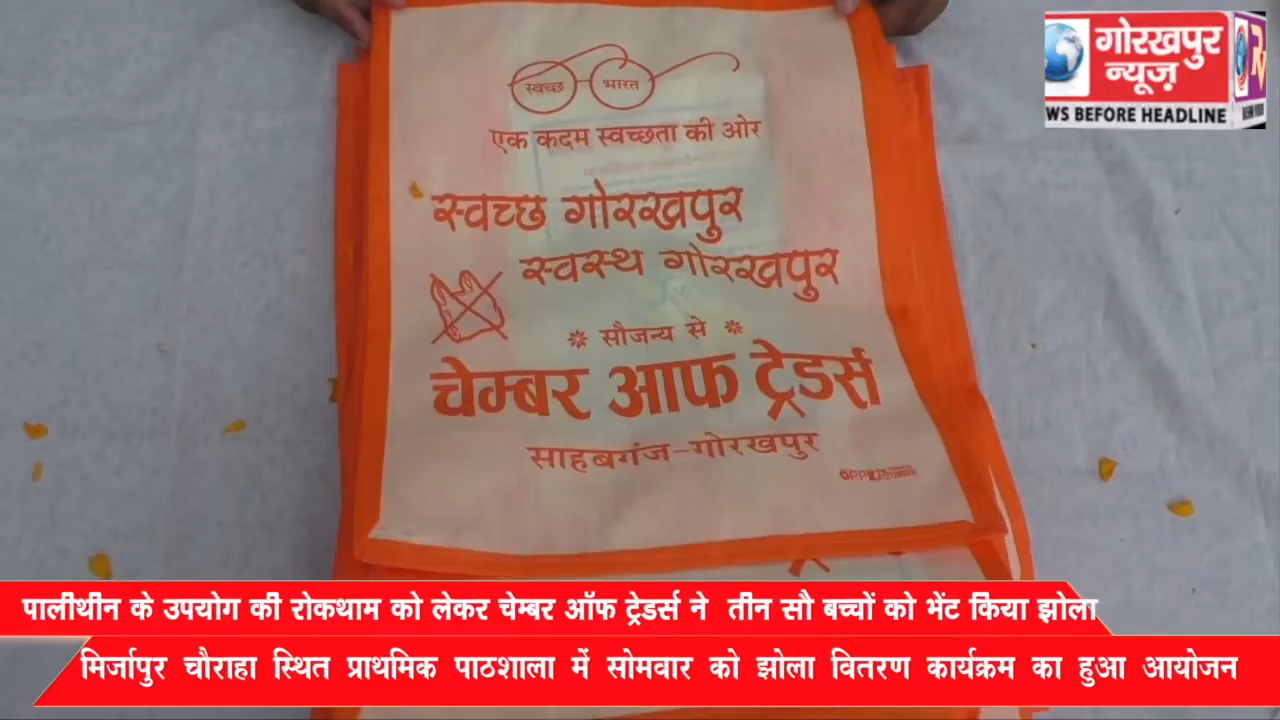 गोरखपुर
न्यूज़
WS BEFORE HEADLINE
स्वच्छ भारत
एक कदम स्वच्छता की ओर
स्वच्छ गोरखपुर
स्वस्थ गोरखपुर
सौजन्य से
चेम्बर आफ ट्रेडर्स
साहबगंज-गोरखपुर
पालीथीन के उपयोग की रोकथाम को लेकर चेम्बर ऑफ ट्रेडर्स ने तीन सौ बच्चों को भेंट किया झोला
मिर्जापुर चौराहा स्थित प्राथमिक पाठशाला में सोमवार को झोला वितरण कार्यक्रम का हुआ आयोजन